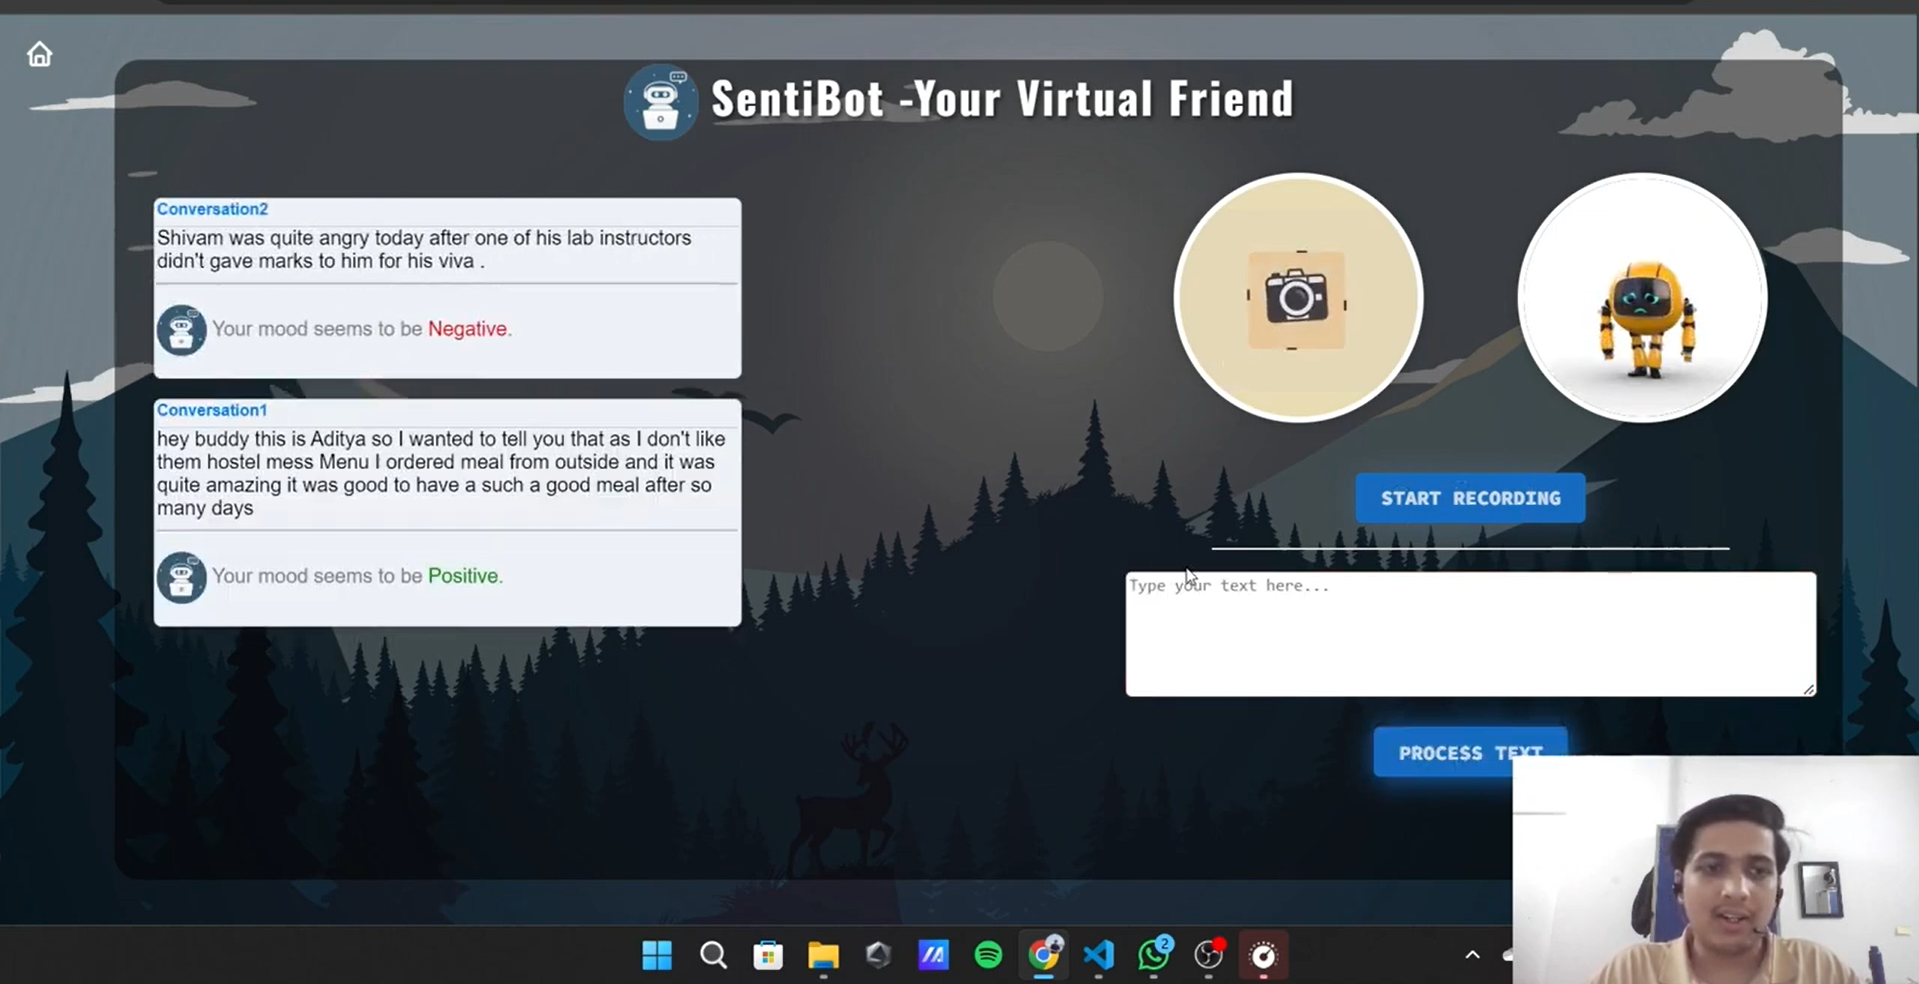 SentiBot -Your Virtual Friend
Conversation2
Shivam was quite angry today after one of his lab instructors
didn't gave marks to him for his viva .
Your mood seems to be Negative.
Conversation1
hey buddy this is Aditya so I wanted to tell you that as I don't like
them hostel mess Menu I ordered meal from outside and it was
quite amazing it was good to have a such a good meal after so
many days
Your mood seems to be Positive.
START RECORDING
Type your text here...
PROCESS TEXT
2